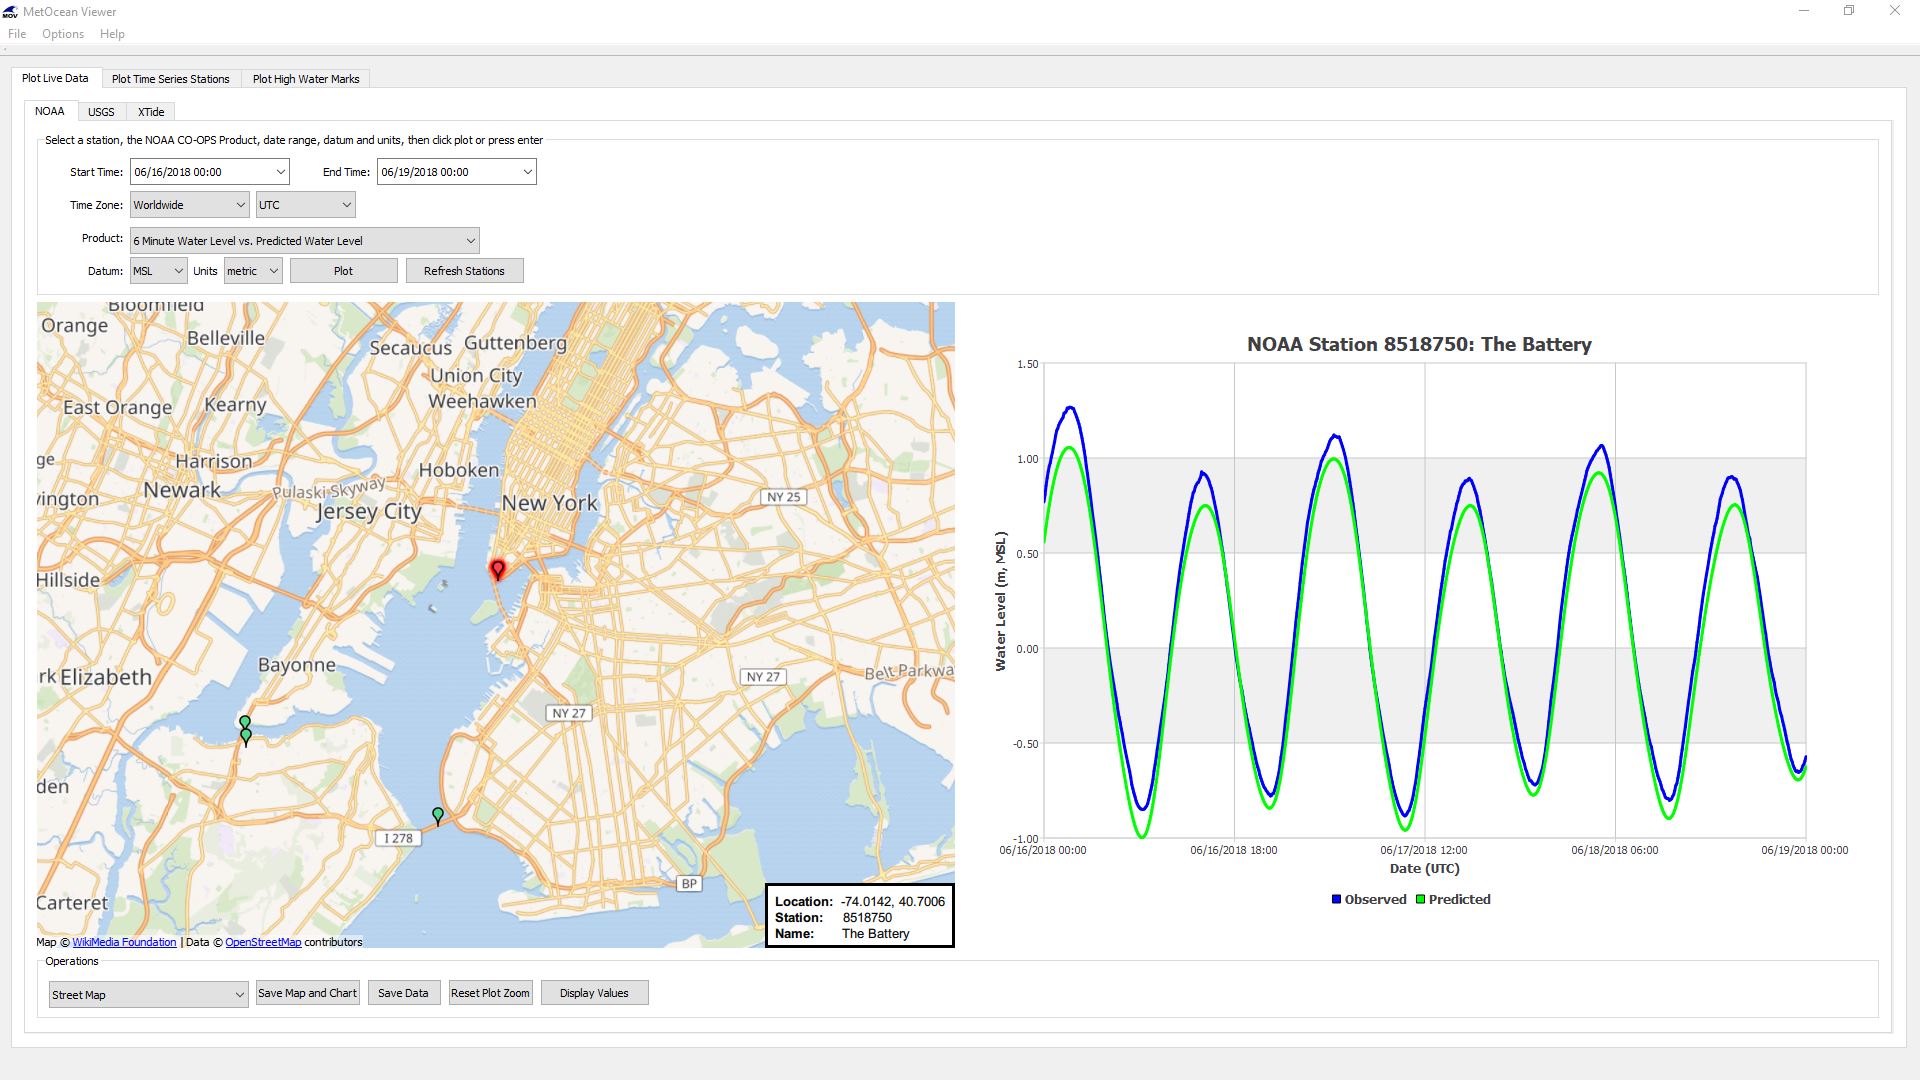 MetOcean Viewer
File Options Help
Plot Live Data Plot Time Series Stations Plot High Water Marks
NOAA USGS XTide
Select a station, the NOAA CO-OPS Product, date range, datum and units, then click plot or press enter
Start Time: 06/16/2018 00:00 End Time: 06/19/2018 00:00
Time Zone: Worldwide UTC
Product: 6 Minute Water Level vs. Predicted Water Level
Datum: MSL Units metric Plot Refresh Stations
Bloomfield
Orange
Belleville
Secaucus Guttenberg
Union City
Weehawken
East Orange Kearny
Harrison
Hoboken
Newark
Pulaski Skyway
Jersey City
New York
NY 25
vington
ge
Hillside
Bayonne
rk Elizabeth
NY 27
Belt Parkwa
NY 27
den
I 278
BP
Carteret
Location: -74.0142, 40.7006
Station: 8518750
Name: The Battery
Map © WikiMedia Foundation | Data © OpenStreetMap contributors
NOAA Station 8518750: The Battery
Water Level (m, MSL)
1.50
1.00
0.50
0.00
-0.50
-1.00
06/16/2018 00:00 06/16/2018 18:00 06/17/2018 12:00 06/18/2018 06:00 06/19/2018 00:00
Date (UTC)
Observed Predicted
Operations
Street Map Save Map and Chart Save Data Reset Plot Zoom Display Values